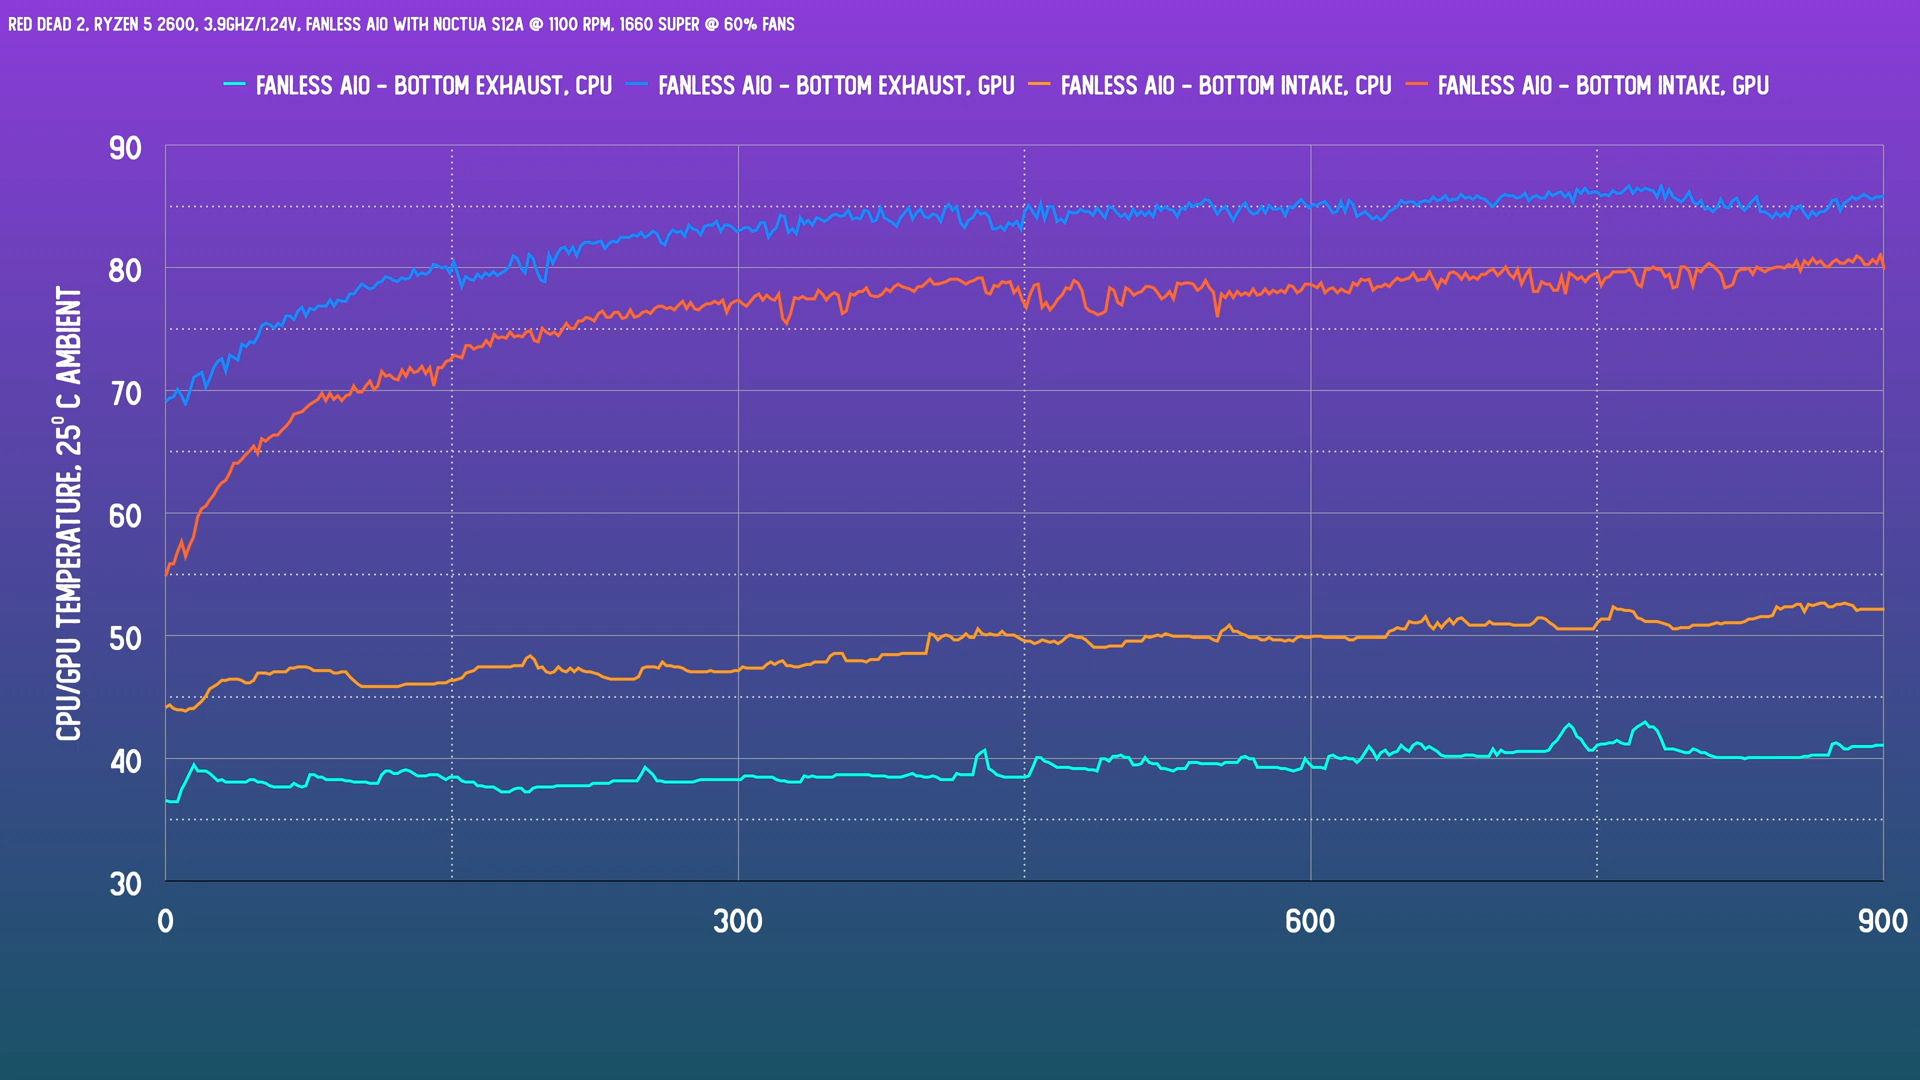 RED DEAD 2, RYZEN 5 2600, 3.9GHZ/1.24V, FANLESS AIO WITH NOCTUA S12A @ 1100 RPM, 1660 SUPER @ 60% FANS
FANLESS AIO - BOTTOM EXHAUST, CPU
FANLESS AIO - BOTTOM EXHAUST, GPU
FANLESS AIO - BOTTOM INTAKE, CPU
FANLESS AIO - BOTTOM INTAKE, GPU
CPU/GPU TEMPERATURE, 25° C AMBIENT
90
80
70
60
50
40
30
0
300
600
900